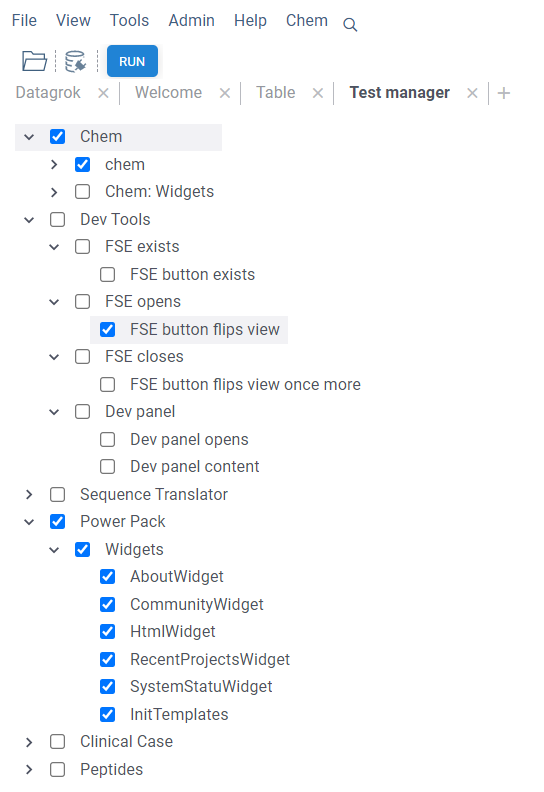 File View Tools Admin Help Chem
RUN
Datagrok Welcome Table Test manager
Chem
chem
Chem: Widgets
Dev Tools
FSE exists
FSE button exists
FSE opens
FSE button flips view
FSE closes
FSE button flips view once more
Dev panel
Dev panel opens
Dev panel content
Sequence Translator
Power Pack
Widgets
AboutWidget
CommunityWidget
HtmlWidget
RecentProjectsWidget
SystemStatuWidget
InitTemplates
Clinical Case
Peptides